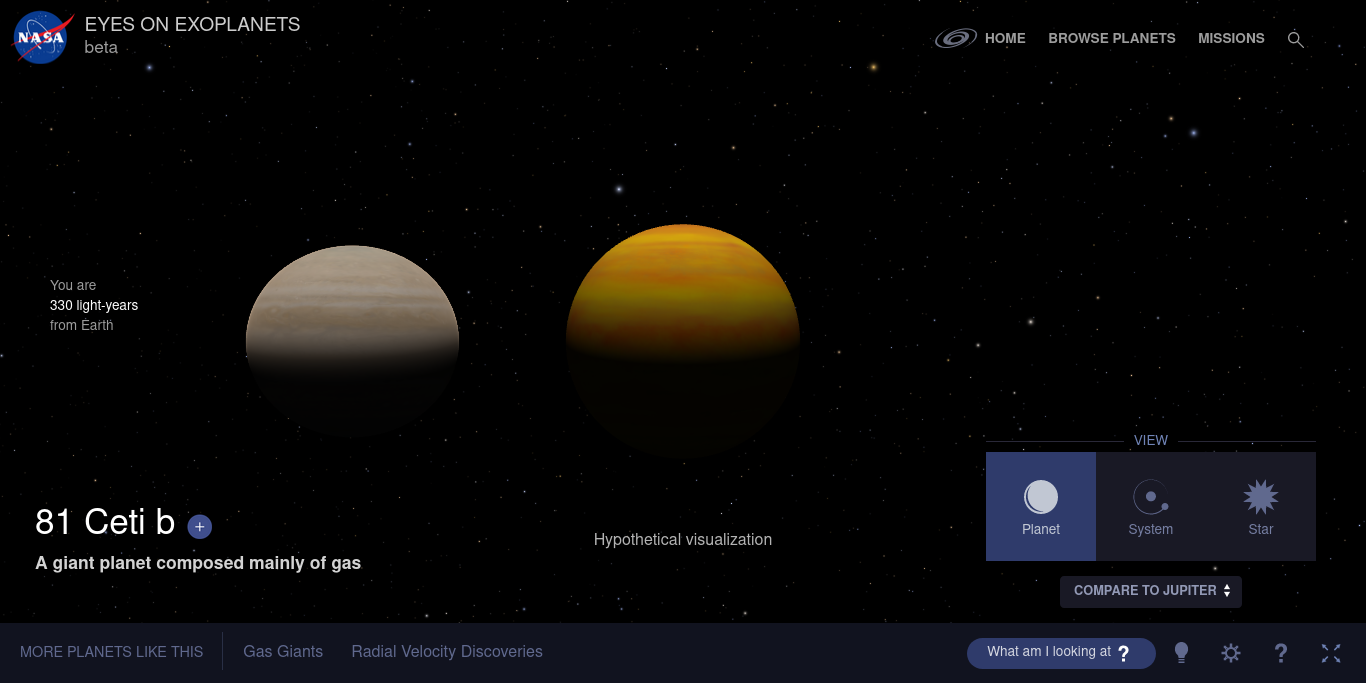 NASA
EYES ON EXOPLANETS
beta
HOME
BROWSE PLANETS
MISSIONS
You are
330 light-years
from Earth
81 Ceti b +
A giant planet composed mainly of gas
Hypothetical visualization
VIEW
Planet
System
Star
COMPARE TO JUPITER
MORE PLANETS LIKE THIS
Gas Giants
Radial Velocity Discoveries
What am I looking at ?
?